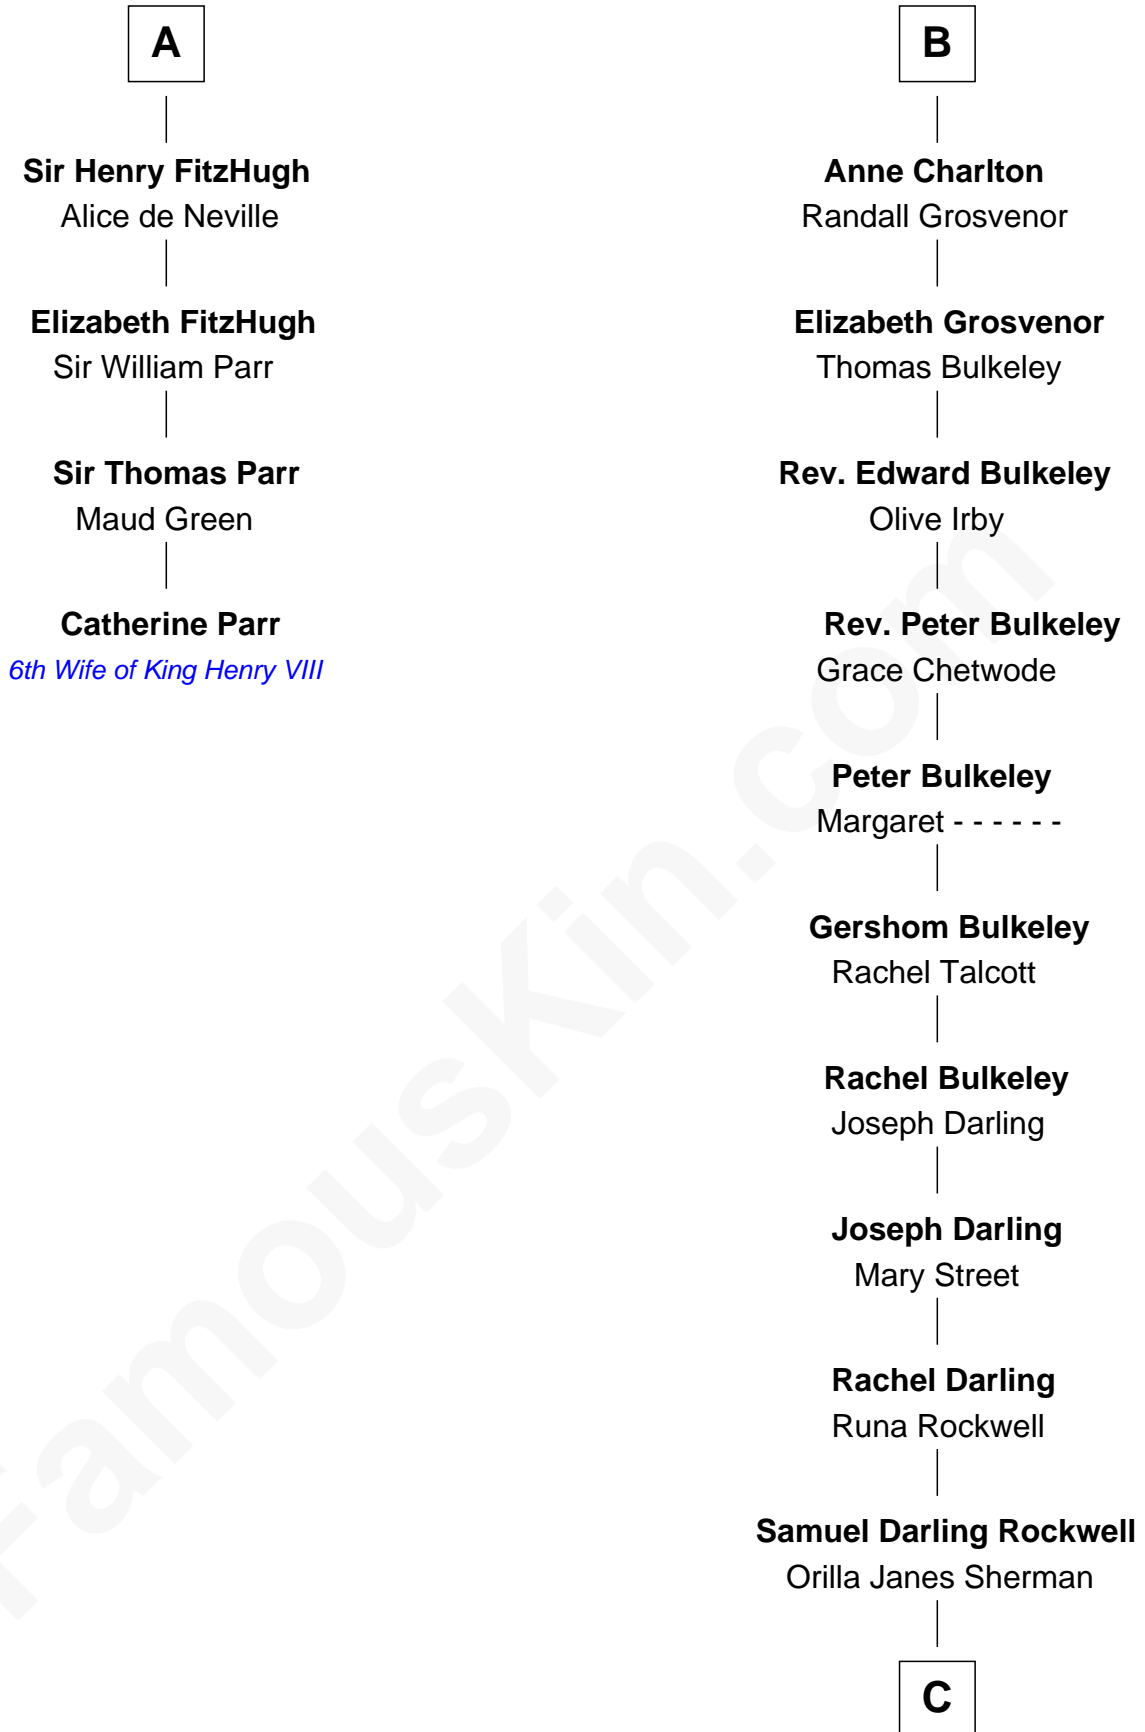 A
Sir Henry FitzHugh
Alice de Neville
Elizabeth FitzHugh
Sir William Parr
Sir Thomas Parr
Maud Green
Catherine Parr
6th Wife of King Henry VIII
B
Anne Charlton
Randall Grosvenor
Elizabeth Grosvenor
Thomas Bulkeley
Rev. Edward Bulkeley
Olive Irby
Rev. Peter Bulkeley
Grace Chetwode
Peter Bulkeley
Margaret - - - - - -
Gershom Bulkeley
Rachel Talcott
Rachel Bulkeley
Joseph Darling
Joseph Darling
Mary Street
Rachel Darling
Runa Rockwell
Samuel Darling Rockwell
Orilla Janes Sherman
C
FamousKin.com